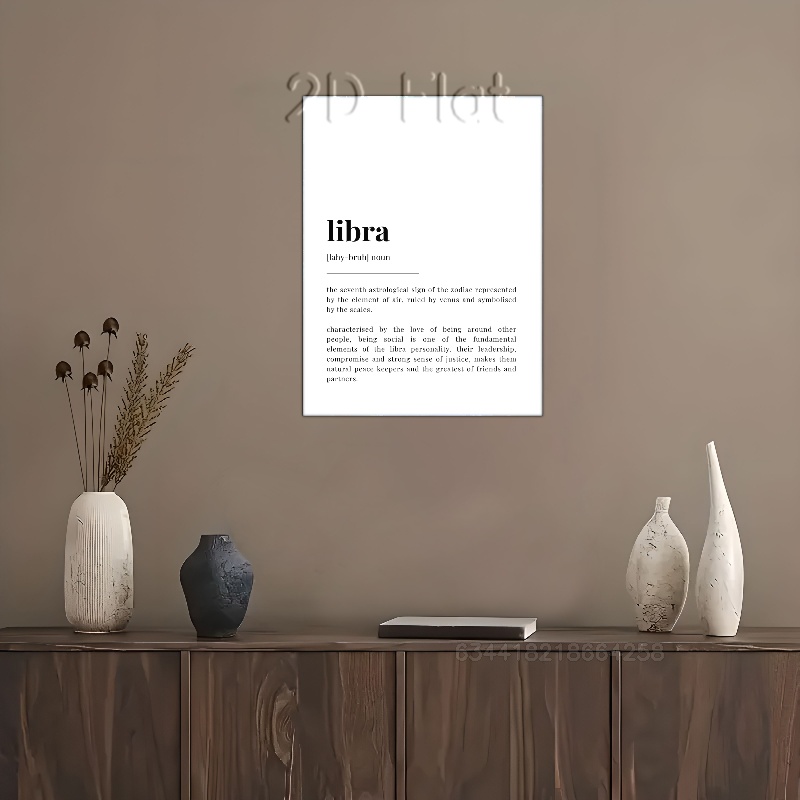 2D Flat
libra
[laby-bruh] noun
the seventh astrological sign of the zodiac represented
by the element of air, ruled by venus and symbolised
by the scales.
characterised by the love of being around other
people, being social is one of the fundamental
elements of the libra personality, their leadership,
compromise and strong sense of justice, makes them
natural peace keepers and the greatest of friends and
partners.
634418218664258